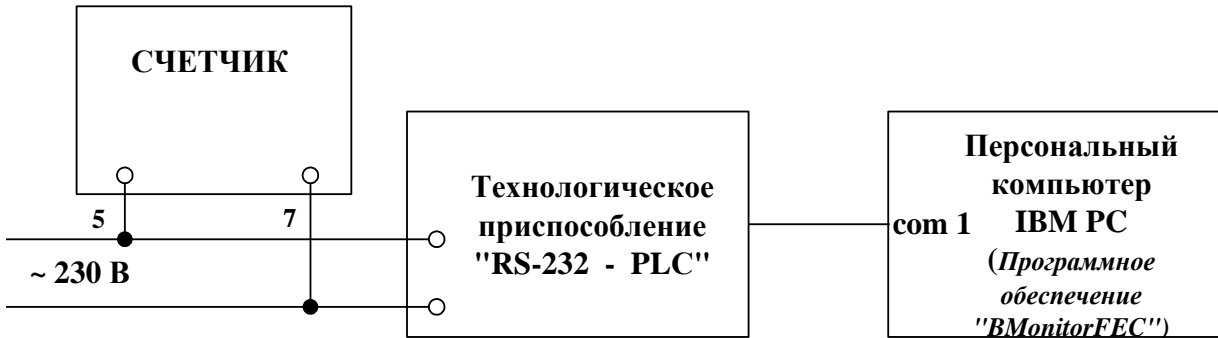 СЧЕТЧИК
5
7
~ 230 В
Технологическое
приспособление
"RS-232 - PLC"
com 1
Персональный
компьютер
IBM PC
(Программное
обеспечение
"BMonitorFEC")